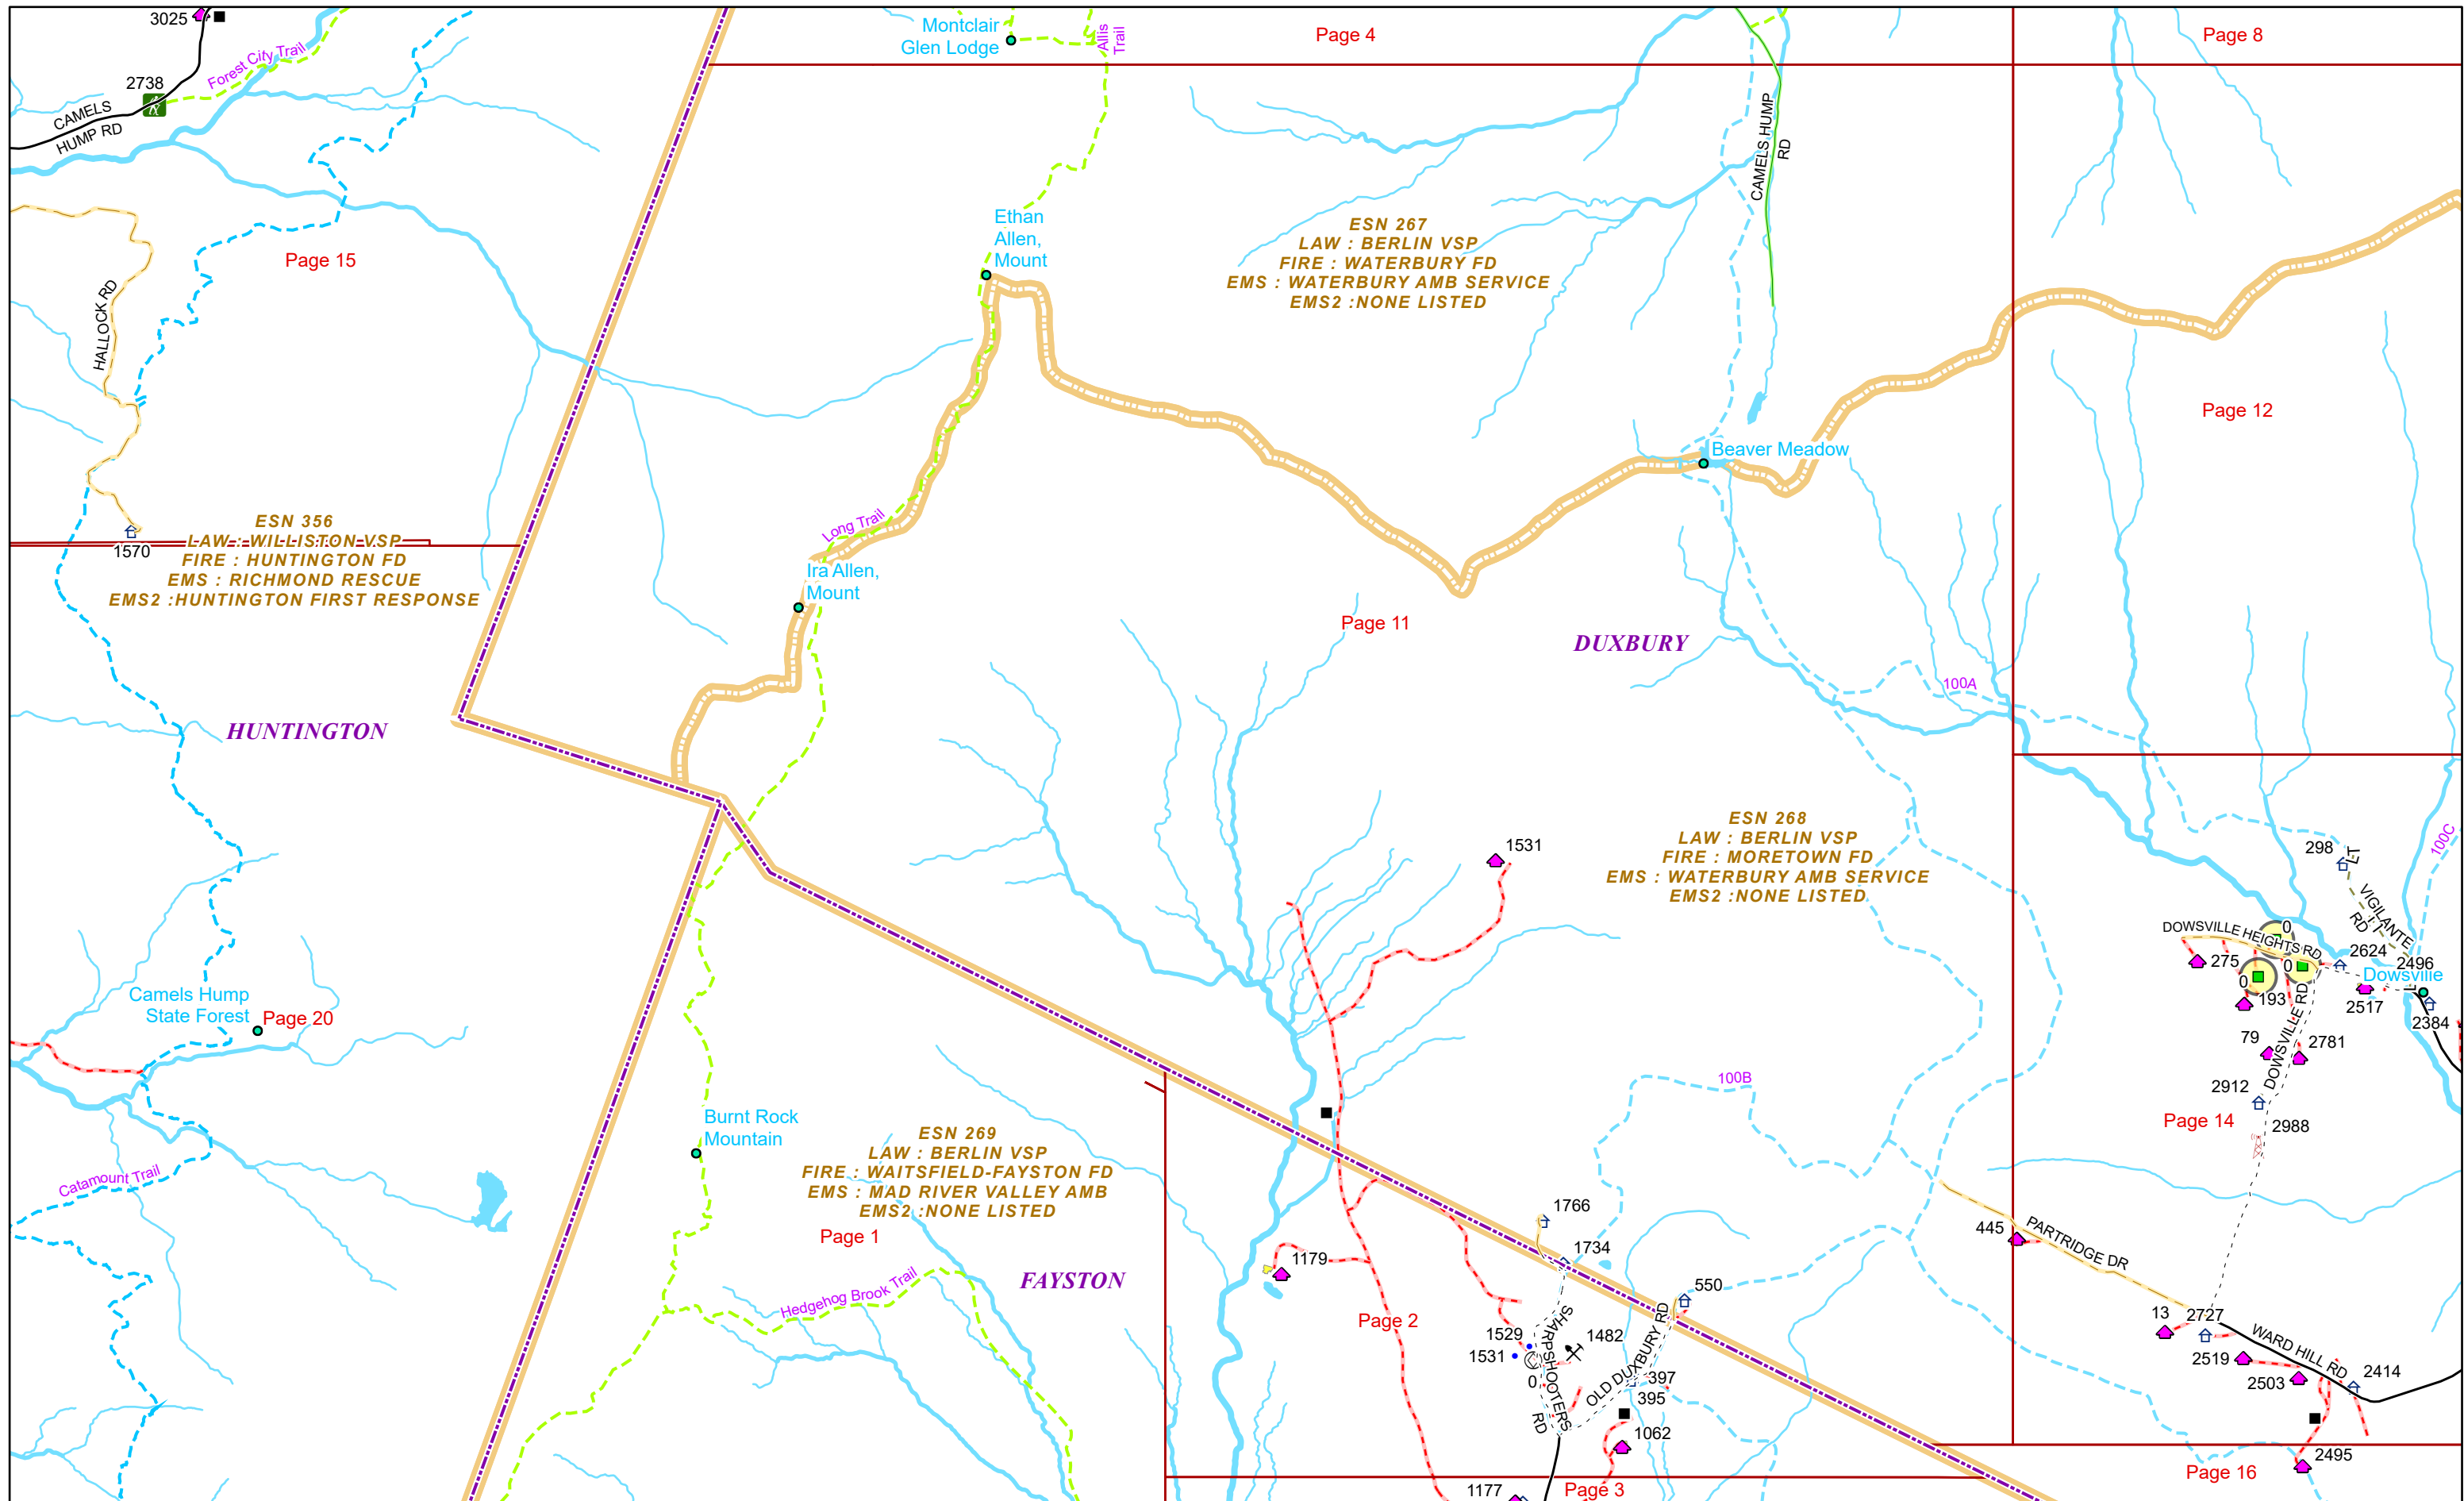 3025
Montclair
Glen Lodge
Allis
Trail
Page 4
Page 8
Forest City Trail
2738
CAMELS
HUMP RD
CAMELS HUMP
RD
Page 15
Ethan
Allen,
Mount
ESN 267
LAW : BERLIN VSP
FIRE : WATERBURY FD
EMS : WATERBURY AMB SERVICE
EMS2 :NONE LISTED
HALLOCK RD
Page 12
Beaver Meadow
Long Trail
ESN 356
LAW : WILLISTON VSP
FIRE : HUNTINGTON FD
EMS : RICHMOND RESCUE
EMS2 :HUNTINGTON FIRST RESPONSE
1570
Ira Allen,
Mount
Page 11
DUXBURY
100A
HUNTINGTON
ESN 268
LAW : BERLIN VSP
FIRE : MORETOWN FD
EMS : WATERBURY AMB SERVICE
EMS2 :NONE LISTED
1531
298
LT
VIGILANTE
RD
100C
DOWSVILLE HEIGHTS RD
0
0
0
275
193
2624
2496
Dowsville
2517
2384
DOWSVILLE RD
79
2781
2912
Page 14
2988
Camels Hump
State Forest
Page 20
100B
Burnt Rock
Mountain
ESN 269
LAW : BERLIN VSP
FIRE : WAITSFIELD-FAYSTON FD
EMS : MAD RIVER VALLEY AMB
EMS2 :NONE LISTED
Page 1
Catamount Trail
FAYSTON
Hedgehog Brook Trail
1179
1766
1734
445
PARTRIDGE DR
550
Page 2
1529
1531
1482
0
SHARPSHOOTERS
RD
OLD DUXBURY RD
397
395
1062
13
2727
WARD HILL RD
2519
2503
2414
2495
Page 16
1177
Page 3